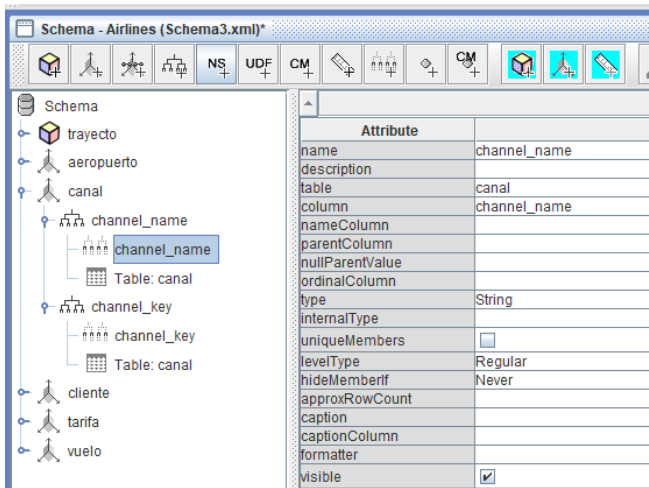 Schema - Airlines (Schema3.xml)*
NS UDF CM CM
Schema
trayecto
aeropuerto
canal
channel_name
channel_name
Table: canal
channel_key
channel_key
Table: canal
cliente
tarifa
vuelo
Attribute
name channel_name
description
table canal
column channel_name
nameColumn
parentColumn
nullParentValue
ordinalColumn
type String
internalType
uniqueMembers
levelType Regular
hideMemberIf Never
approxRowCount
caption
captionColumn
formatter
visible